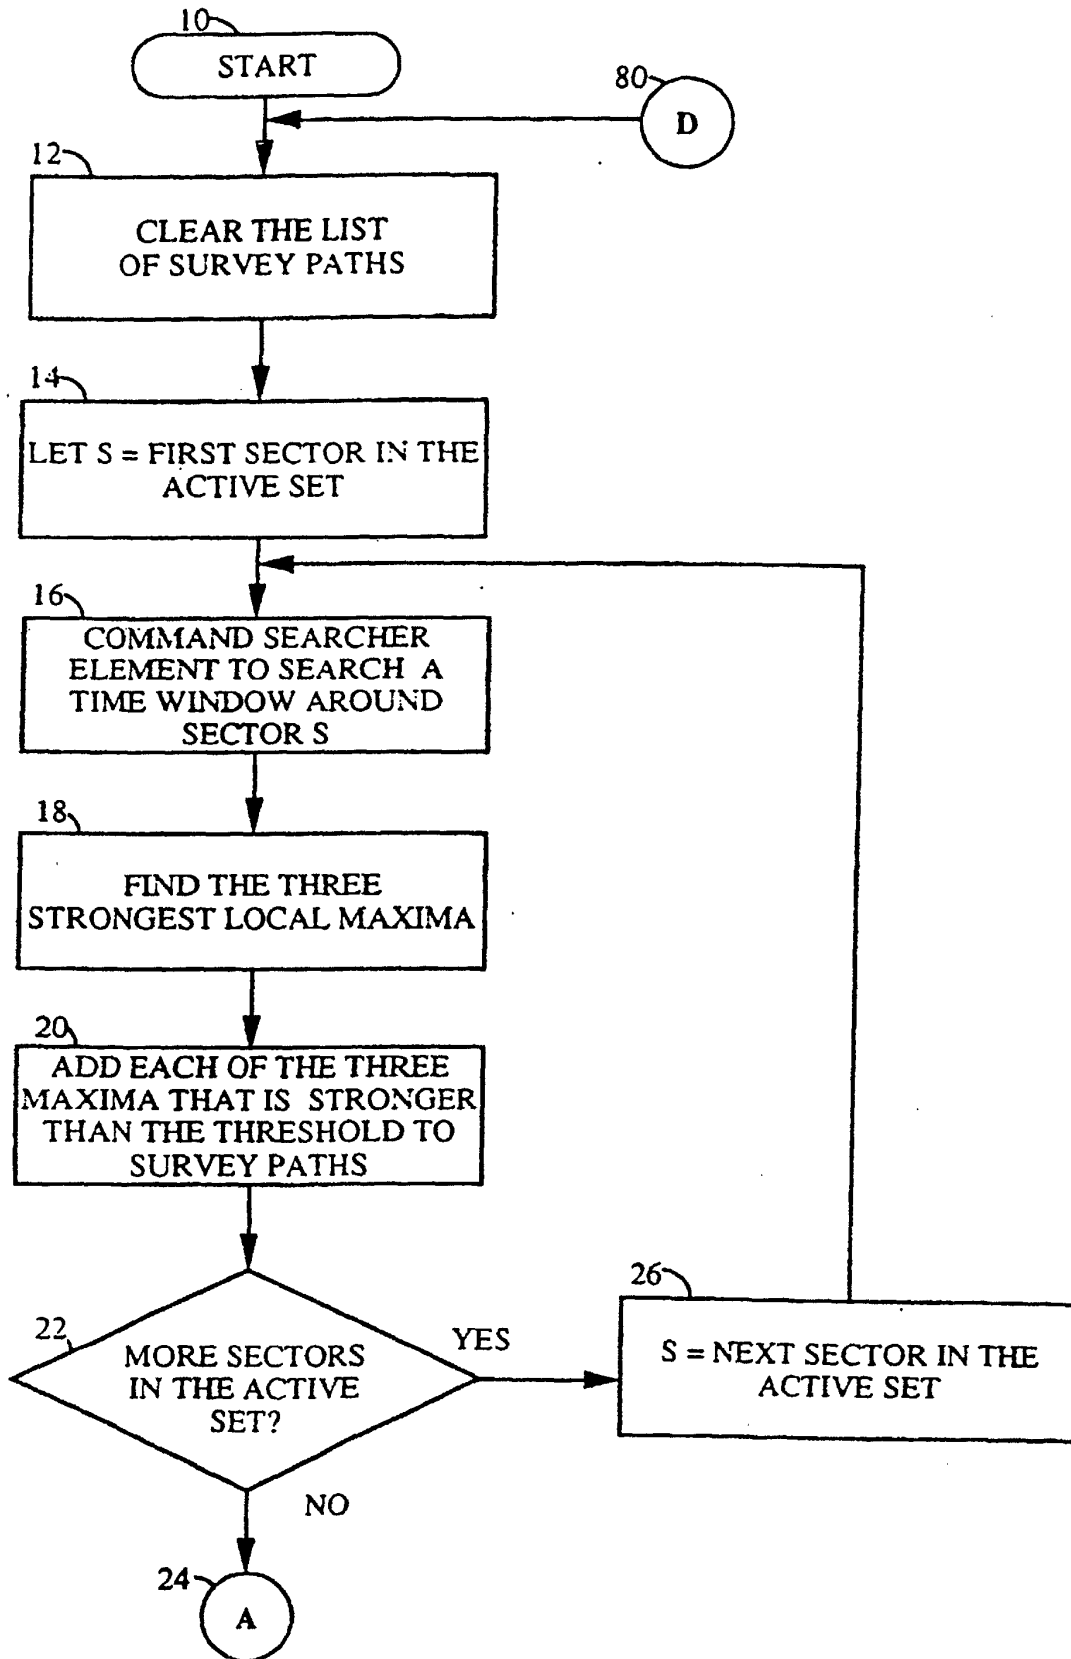 10
START
80
D
12
CLEAR THE LIST
OF SURVEY PATHS
14
LET S = FIRST SECTOR IN THE
ACTIVE SET
16
COMMAND SEARCHER
ELEMENT TO SEARCH A
TIME WINDOW AROUND
SECTOR S
18
FIND THE THREE
STRONGEST LOCAL MAXIMA
20
ADD EACH OF THE THREE
MAXIMA THAT IS STRONGER
THAN THE THRESHOLD TO
SURVEY PATHS
22
MORE SECTORS
IN THE ACTIVE
SET?
YES
26
S = NEXT SECTOR IN THE
ACTIVE SET
NO
24
A